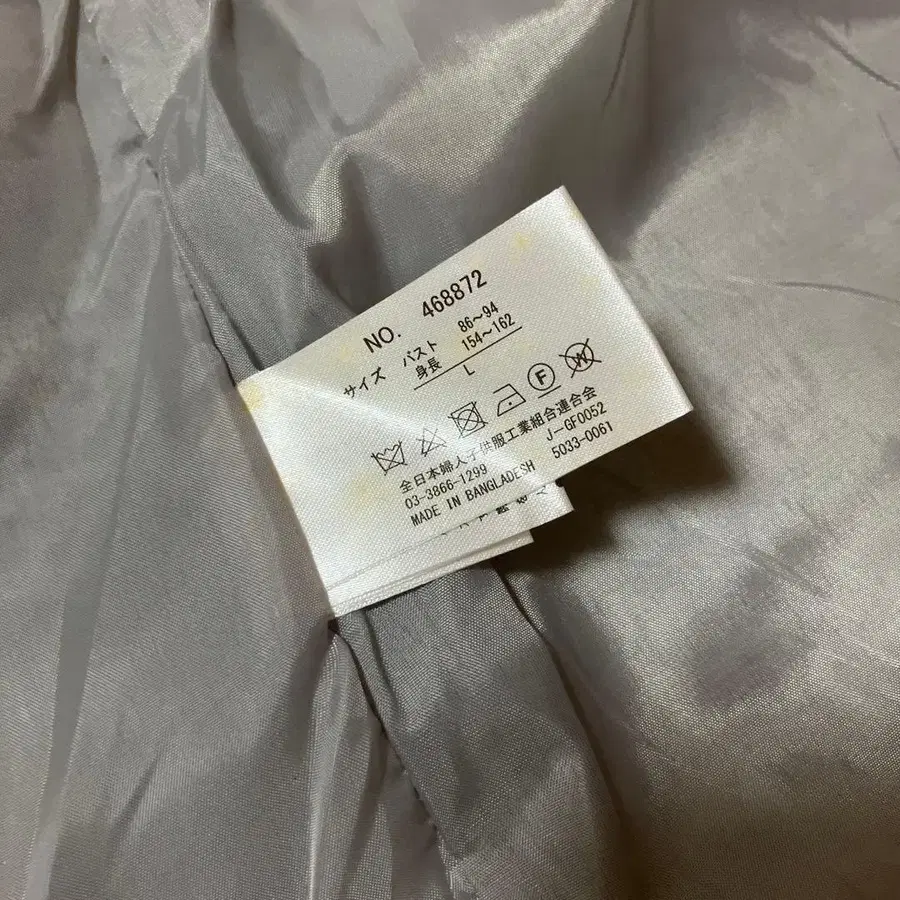 NO. 468872
サイズ バスト 86~94
身長 154~162
L
F W
全日本婦人子供服工業組合連合会
03-3866-1299 J-GF0052
MADE IN BANGLADESH 5033-0061